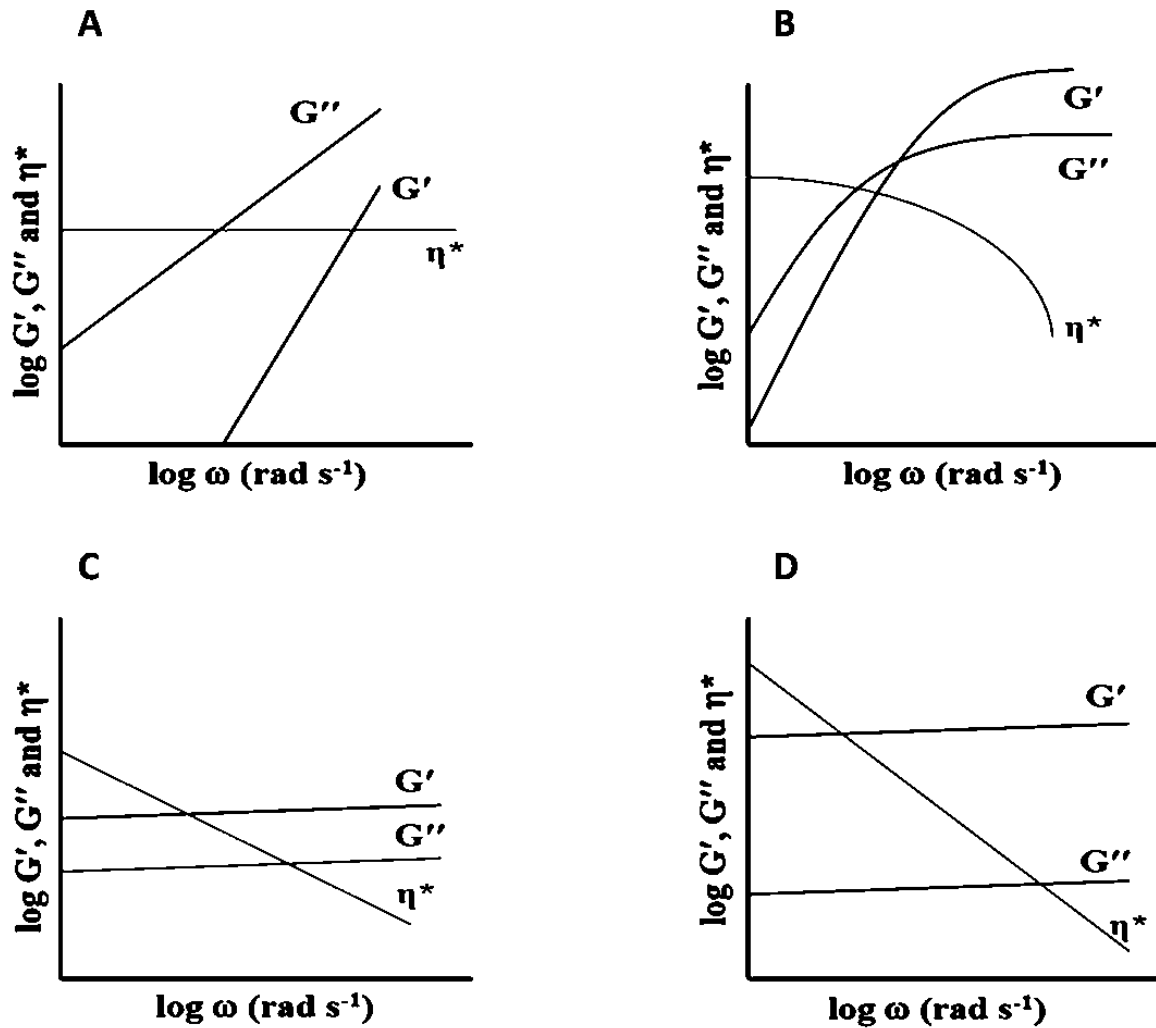 A
log G′, G′′ and η*
G′′
G′
η*
log ω (rad s-1)
B
log G′, G′′ and η*
G′
G′′
η*
log ω (rad s-1)
C
log G′, G′′ and η*
G′
G′′
η*
log ω (rad s-1)
D
log G′, G′′ and η*
G′
G′′
η*
log ω (rad s-1)